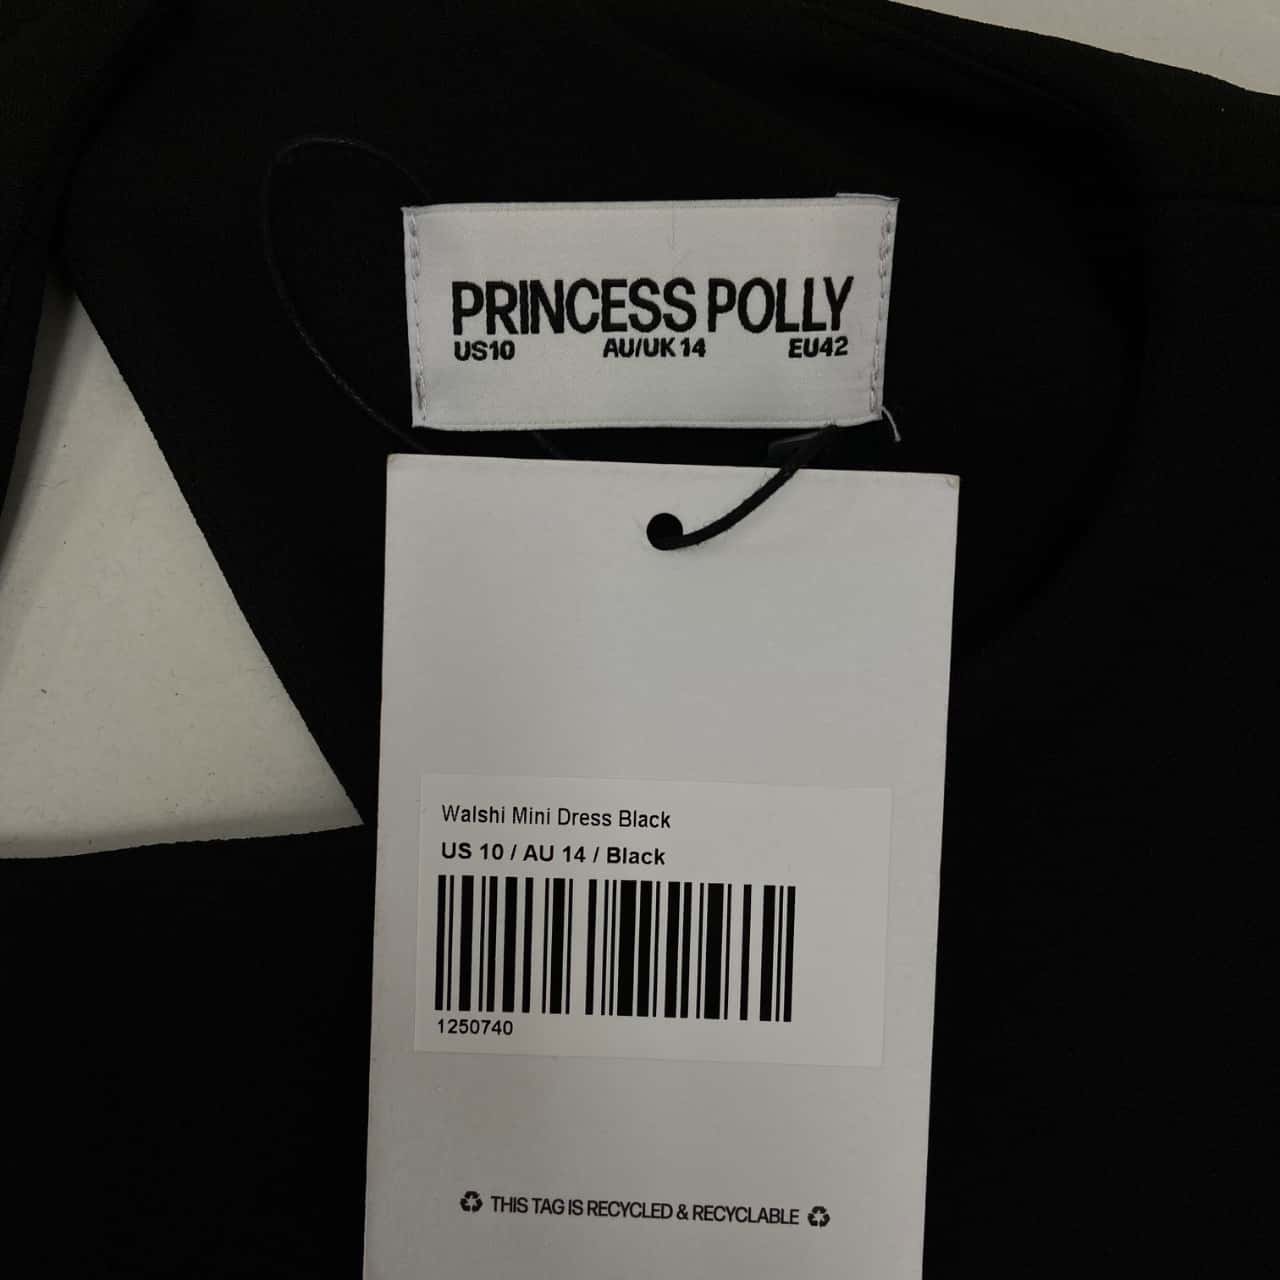 PRINCESS POLLY
US10 AU/UK 14 EU42
Walshi Mini Dress Black
US 10 / AU 14 / Black
1250740
THIS TAG IS RECYCLED & RECYCLABLE